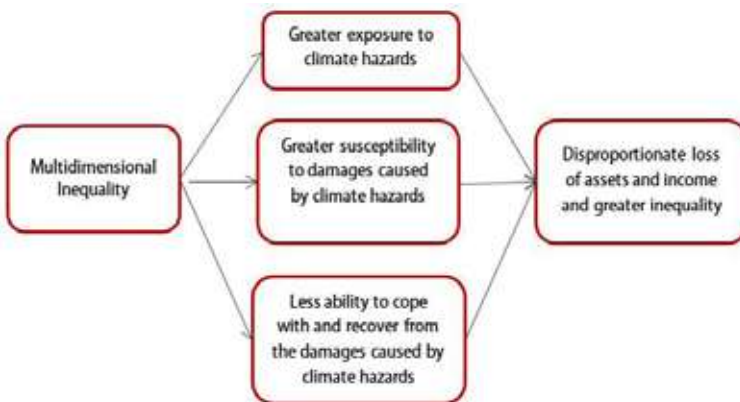 Greater exposure to
climate hazards
Multidimensional
Inequality
Greater susceptibility
to damages caused
by climate hazards
Disproportionate loss
of assets and income
and greater inequality
Less ability to cope
with and recover from
the damages caused by
climate hazards